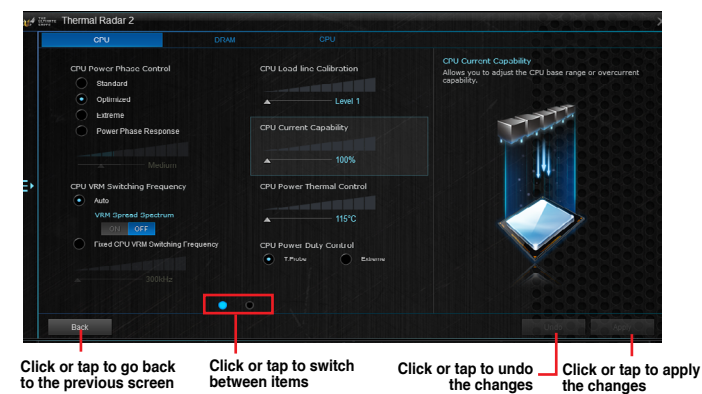 Thermal Radar 2
CPU
DRAM
CPU
CPU Power Phase Control
Standard
Optimized
Extreme
Power Phase Response
Medium
CPU VRM Switching Frequency
Auto
VRM Spread Spectrum
ON OFF
Fixed CPU VRM Switching Frequency
300kHz
CPU Load line Calibration
Level 1
CPU Current Capability
100%
CPU Power Thermal Control
115°C
CPU Power Duty Control
T.Probe
Extreme
CPU Current Capability
Allows you to adjust the CPU base range or overcurrent
capability.
Back
Undo
Apply
Click or tap to go back
to the previous screen
Click or tap to switch
between items
Click or tap to undo
the changes
Click or tap to apply
the changes